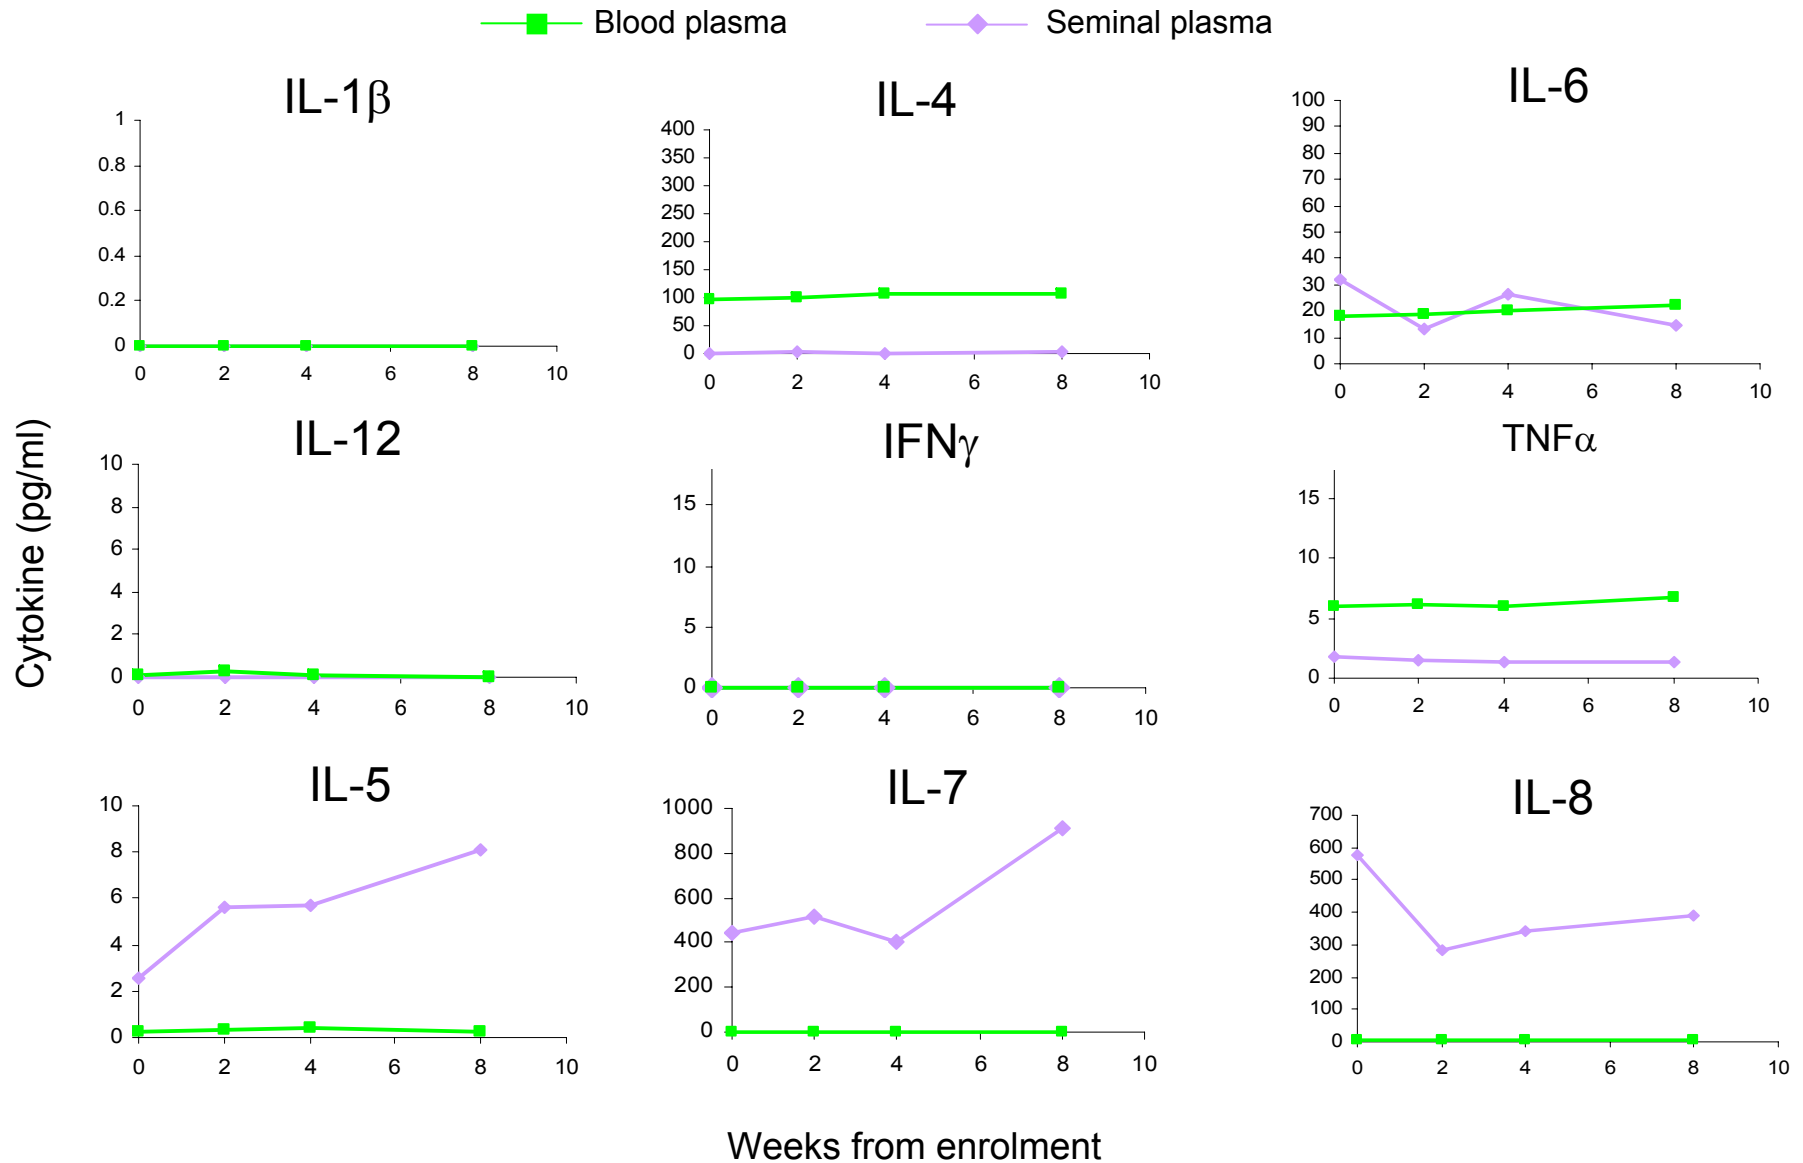 Blood plasma
Seminal plasma
IL-1β
1
0.8
0.6
0.4
0.2
0
0 2 4 6 8 10
IL-4
400
350
300
250
200
150
100
50
0
0 2 4 6 8 10
IL-6
100
90
80
70
60
50
40
30
20
10
0
0 2 4 6 8 10
Cytokine (pg/ml)
IL-12
10
8
6
4
2
0
0 2 4 6 8 10
IFNγ
15
10
5
0
0 2 4 6 8 10
TNFα
15
10
5
0
0 2 4 6 8 10
IL-5
10
8
6
4
2
0
0 2 4 6 8 10
IL-7
1000
800
600
400
200
0
0 2 4 6 8 10
IL-8
700
600
500
400
300
200
100
0
0 2 4 6 8 10
Weeks from enrolment